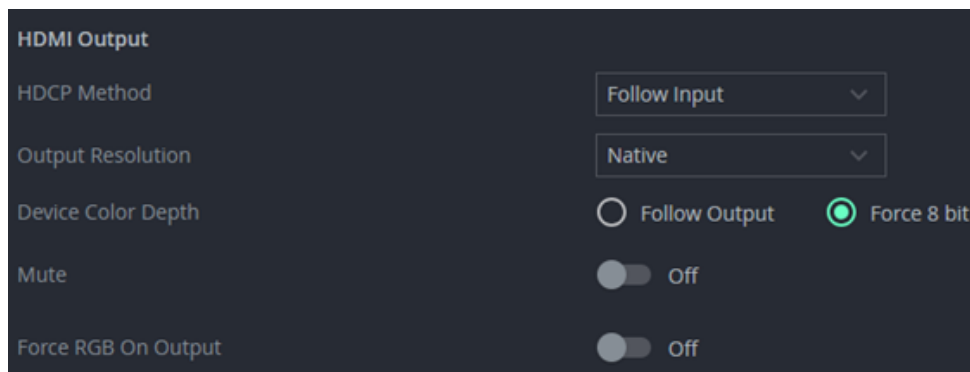 HDMI Output
HDCP Method Follow Input
Output Resolution Native
Device Color Depth Follow Output Force 8 bit
Mute Off
Force RGB On Output Off